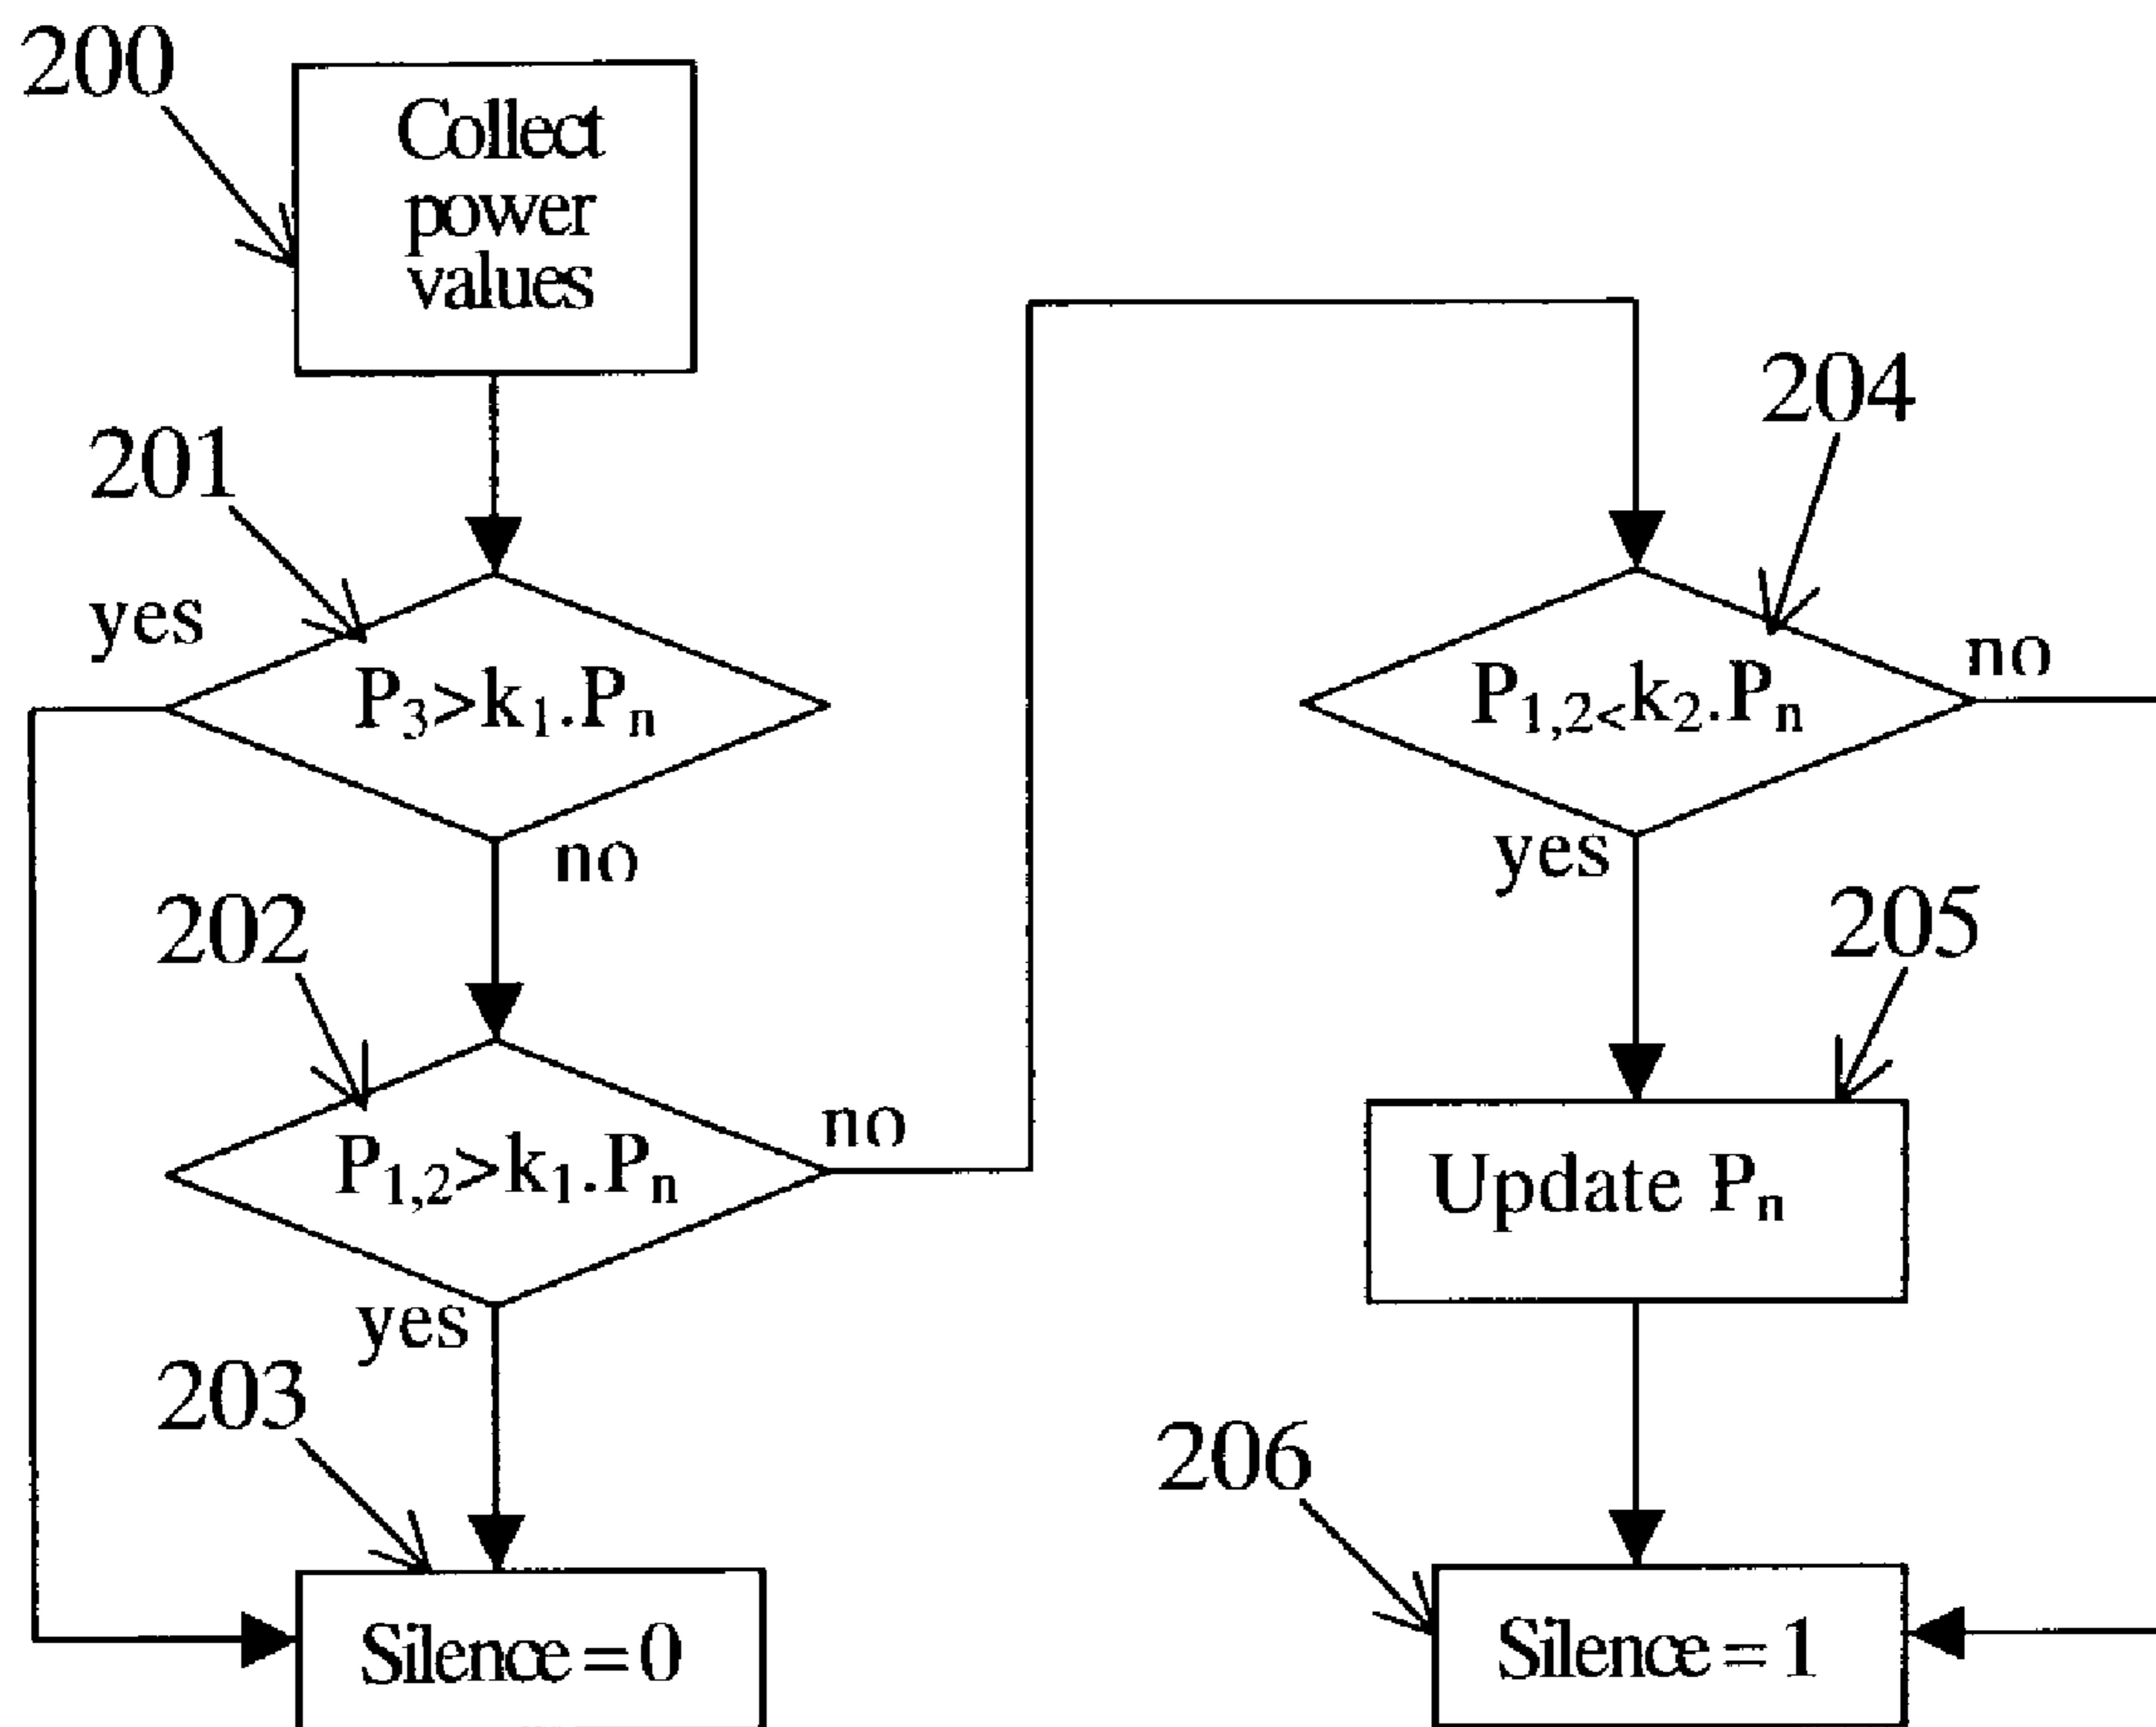 200
Collect
power
values
201
yes
P₃>k₁.Pₙ
no
202
P₁,₂>k₁.Pₙ
no
yes
203
Silence = 0
204
P₁,₂<k₂.Pₙ
no
yes
205
Update Pₙ
206
Silence = 1